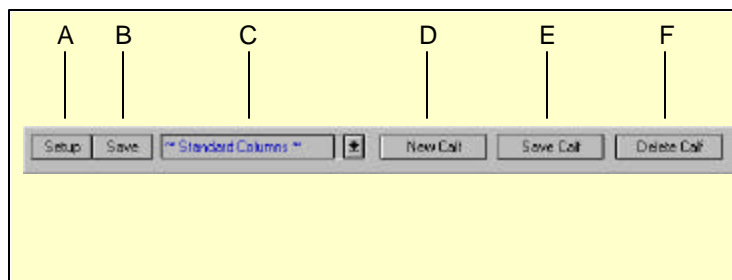 A B C D E F
Setup Save ** Standard Columns ** New Calf Save Calf Delete Calf